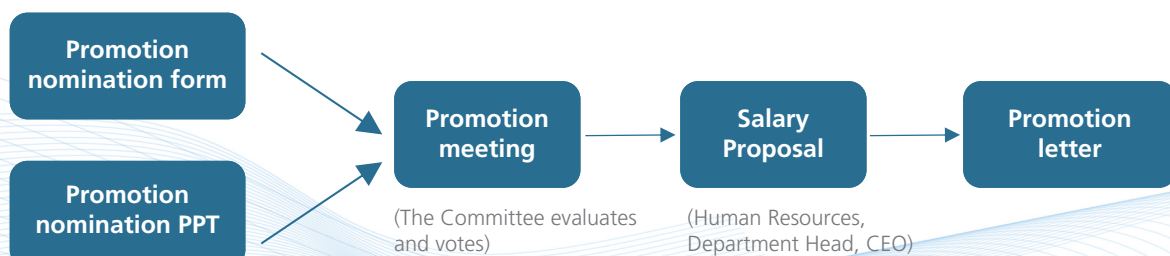 Promotion
nomination form
Promotion
nomination PPT
Promotion
meeting
(The Committee evaluates
and votes)
Salary
Proposal
(Human Resources,
Department Head, CEO)
Promotion
letter